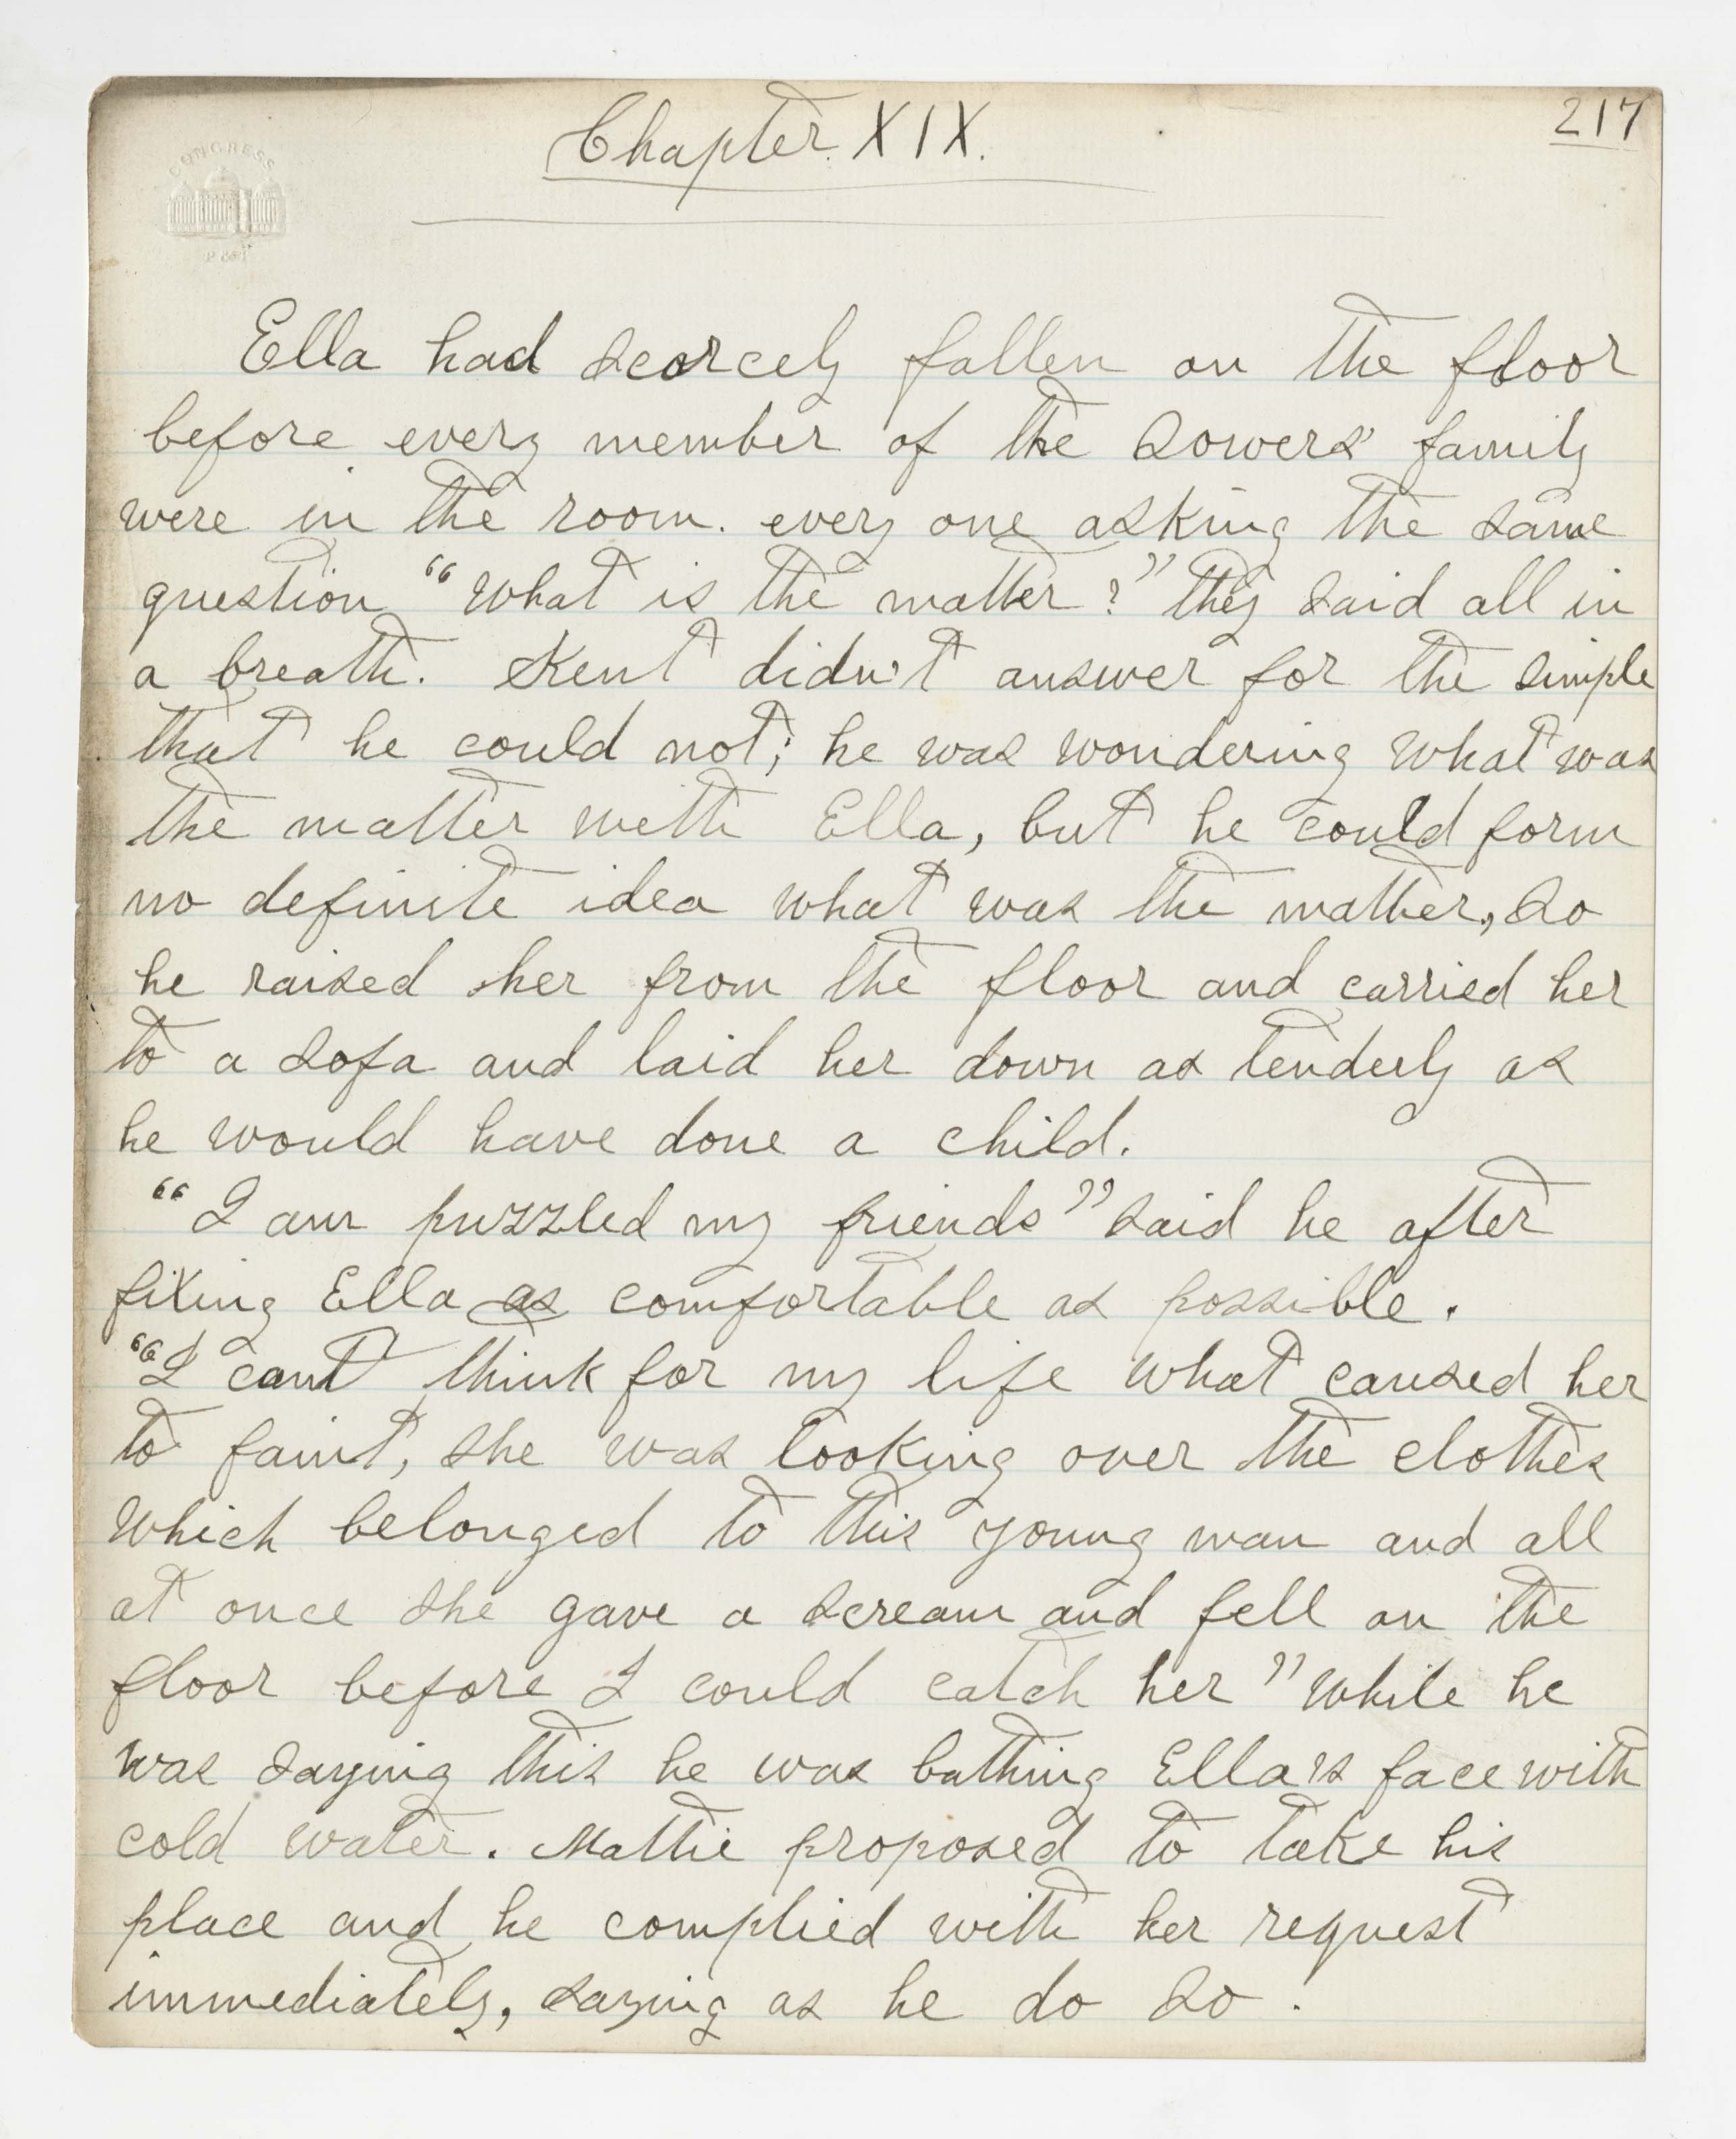 Chapter XIX.
217
CONGRESS
Ella had scarcely fallen on the floor
before every member of the Sowers' family
were in the room. every one asking the same
question "What is the matter?" they said all in
a breath. Kent didn't answer for the simple
that he could not; he was wondering what was
the matter with Ella, but he could form
no definite idea what was the matter, so
he raised her from the floor and carried her
to a sofa and laid her down as tenderly as
he would have done a child.
"I am puzzled my friends" said he after
fixing Ella as comfortable as possible.
"I cant think for my life what caused her
to faint, she was looking over the clothes
which belonged to this young man and all
at once she gave a scream and fell on the
floor before I could catch her" while he
was saying this he was bathing Ella's face with
cold water. Mattie proposed to take his
place and he complied with her request
immediately, saying as he do so.